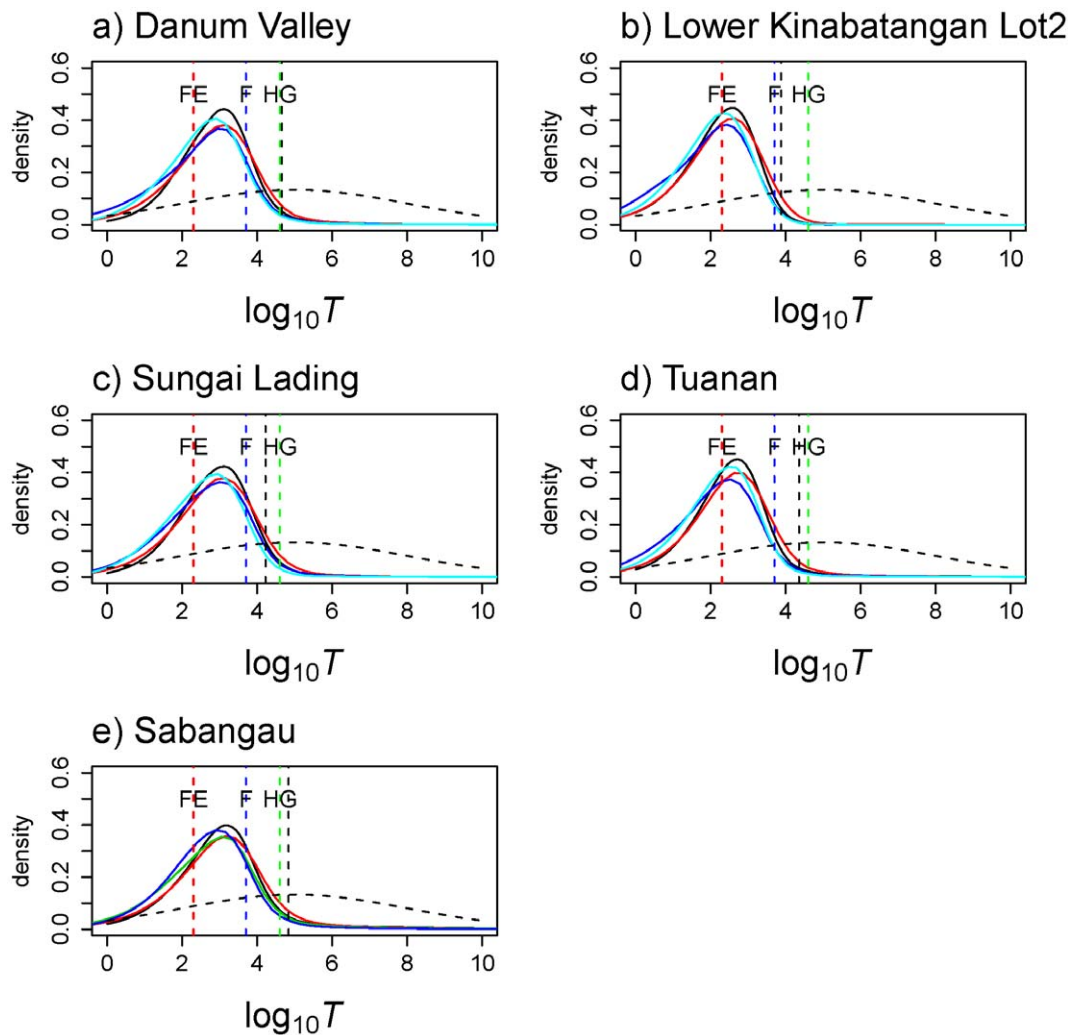 a) Danum Valley
0.6
0.4
0.2
0.0
density
FE F HG
0 2 4 6 8 10
log10T
b) Lower Kinabatangan Lot2
0.6
0.4
0.2
0.0
density
FE F HG
0 2 4 6 8 10
log10T
c) Sungai Lading
0.6
0.4
0.2
0.0
density
FE F HG
0 2 4 6 8 10
log10T
d) Tuanan
0.6
0.4
0.2
0.0
density
FE F HG
0 2 4 6 8 10
log10T
e) Sabangau
0.6
0.4
0.2
0.0
density
FE F HG
0 2 4 6 8 10
log10T